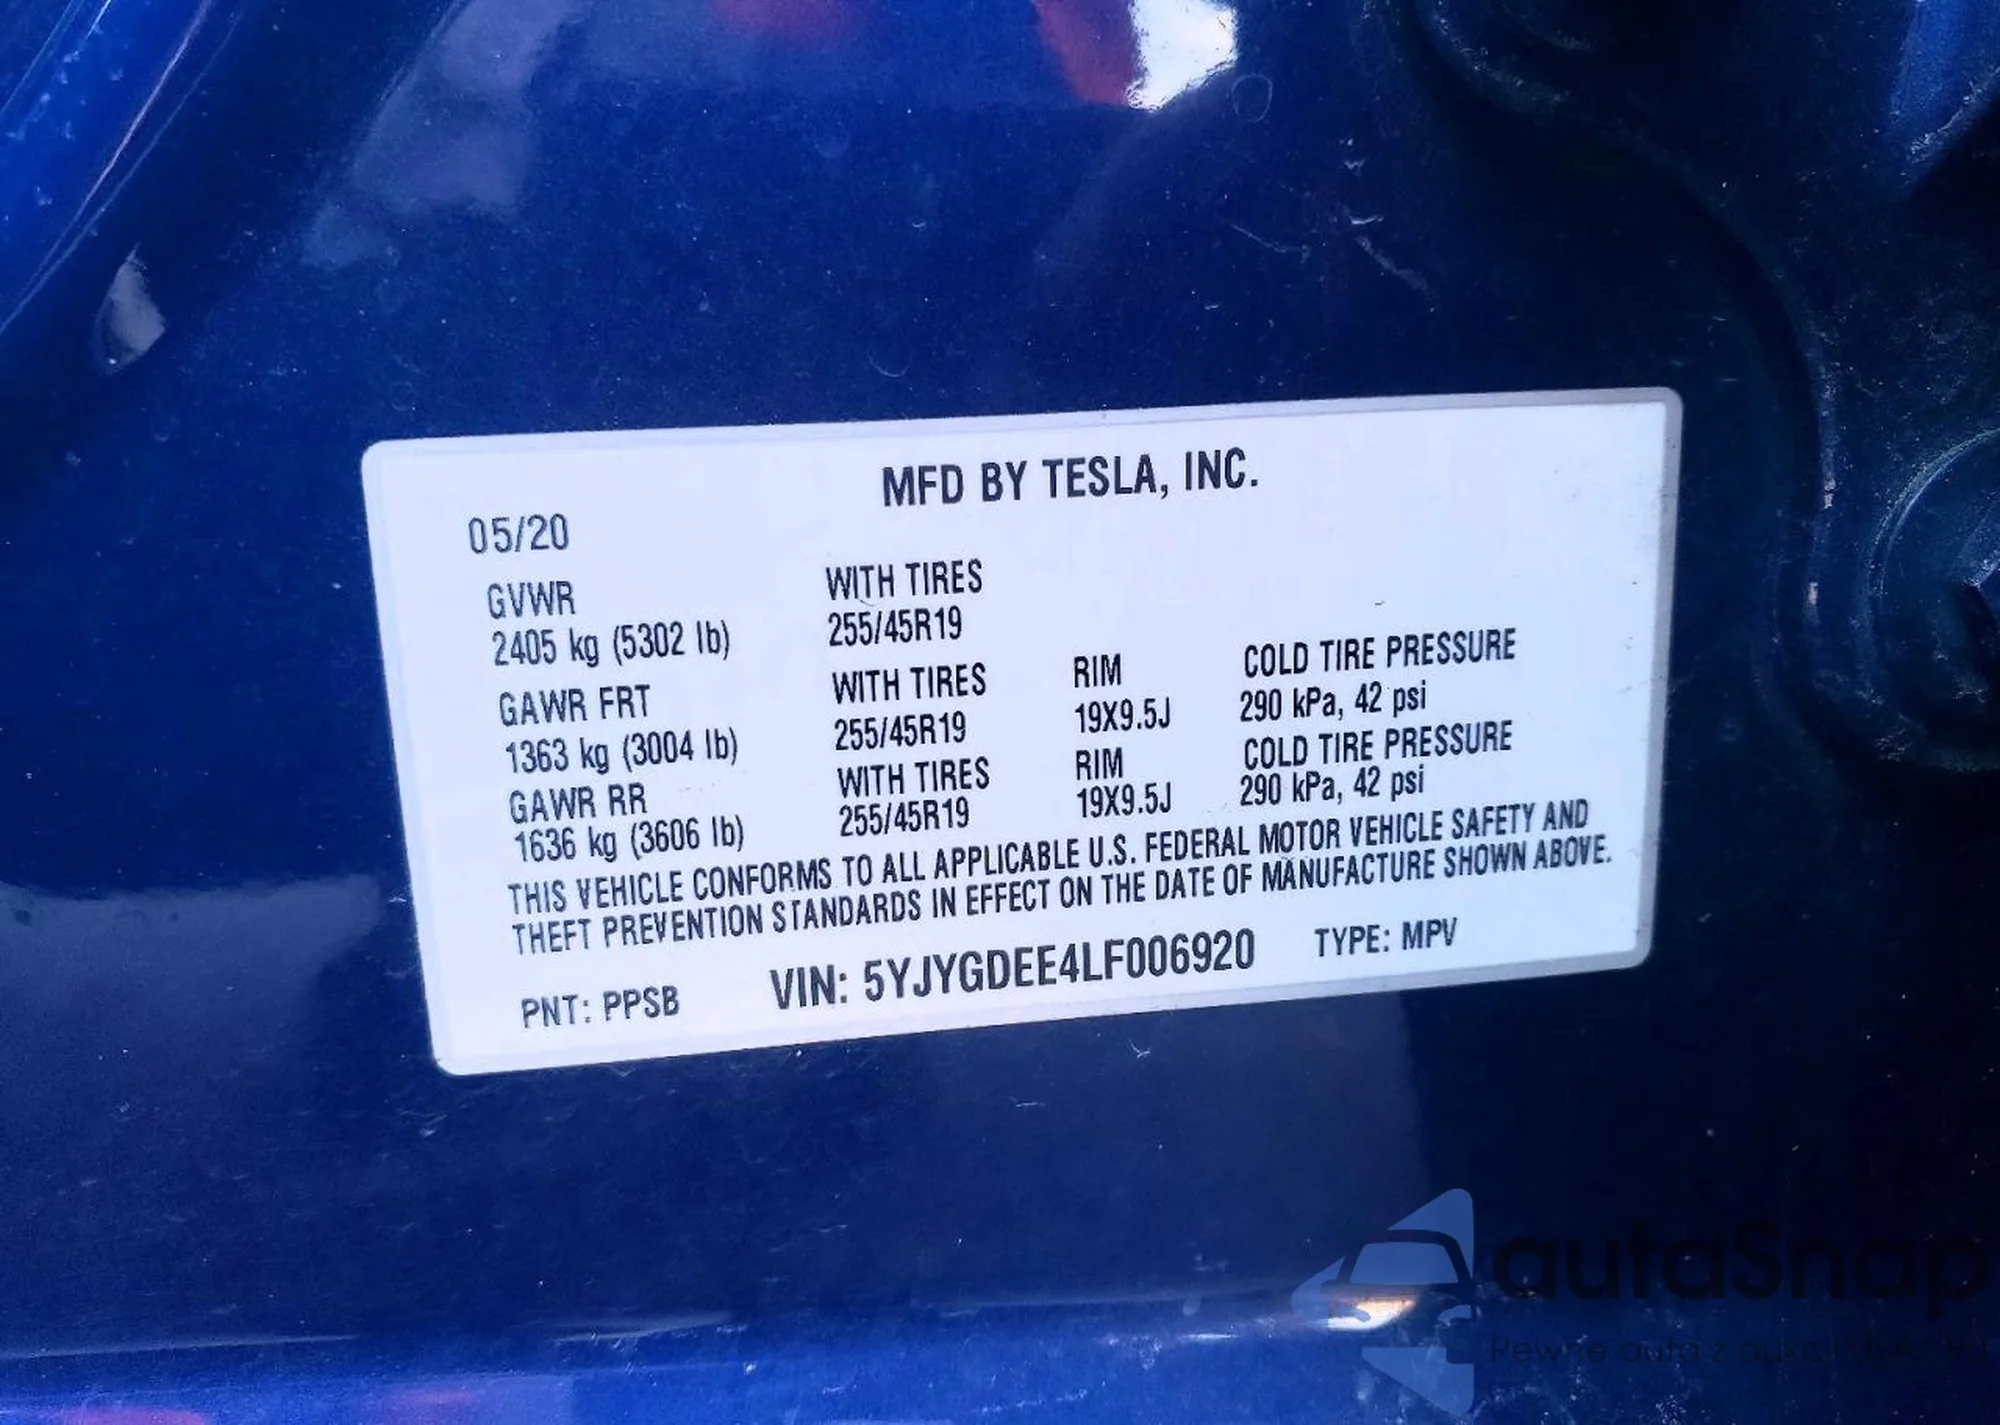 MFD BY TESLA, INC.
05/20
GVWR WITH TIRES
2405 kg (5302 lb) 255/45R19
GAWR FRT WITH TIRES RIM COLD TIRE PRESSURE
1363 kg (3004 lb) 255/45R19 19X9.5J 290 kPa, 42 psi
GAWR RR WITH TIRES RIM COLD TIRE PRESSURE
1636 kg (3606 lb) 255/45R19 19X9.5J 290 kPa, 42 psi
THIS VEHICLE CONFORMS TO ALL APPLICABLE U.S. FEDERAL MOTOR VEHICLE SAFETY AND
THEFT PREVENTION STANDARDS IN EFFECT ON THE DATE OF MANUFACTURE SHOWN ABOVE.
PNT: PPSB VIN: 5YJYGDEE4LF006920 TYPE: MPV
autaSnap
Pewne auta z